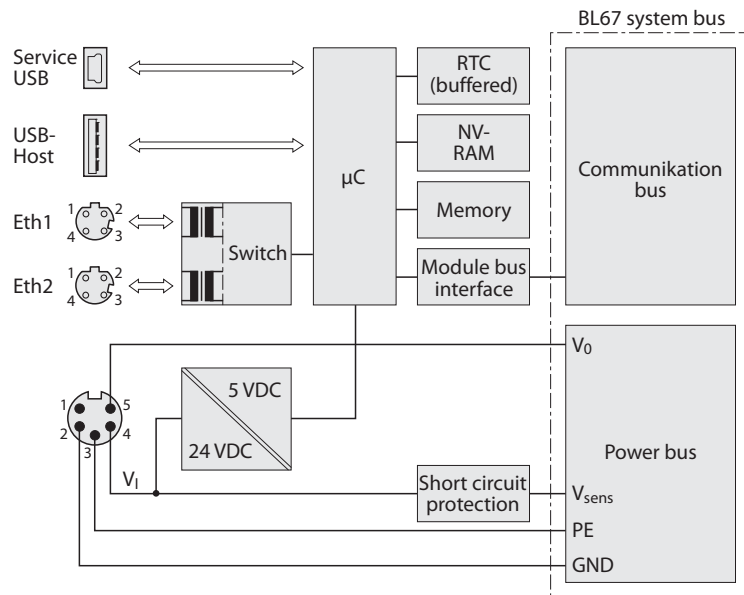 BL67 system bus
Service
USB
RTC
(buffered)
USB-
Host
NV-
RAM
µC
Communikation
bus
Memory
Eth1
1 2
4 3
Switch
Module bus
interface
Eth2
1 2
4 3
V0
5 VDC
24 VDC
1 5
2 4
3
VI
Power bus
Short circuit
protection
Vsens
PE
GND